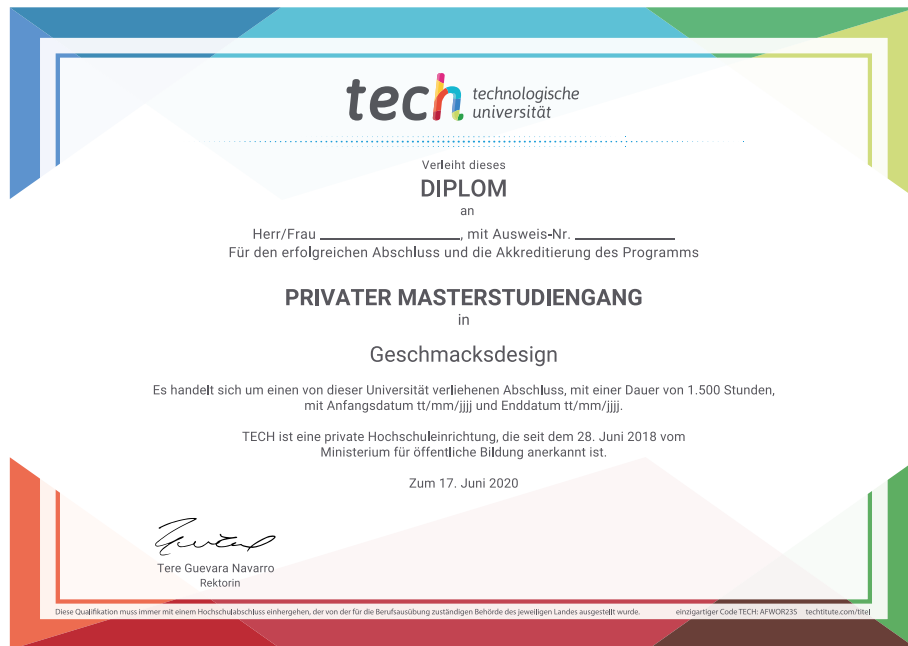 tech technologische
universität
Verleiht dieses
DIPLOM
an
Herr/Frau ____________________, mit Ausweis-Nr. ______________
Für den erfolgreichen Abschluss und die Akkreditierung des Programms
PRIVATER MASTERSTUDIENGANG
in
Geschmacksdesign
Es handelt sich um einen von dieser Universität verliehenen Abschluss, mit einer Dauer von 1.500 Stunden,
mit Anfangsdatum tt/mm/jjjj und Enddatum tt/mm/jjjj.
TECH ist eine private Hochschuleinrichtung, die seit dem 28. Juni 2018 vom
Ministerium für öffentliche Bildung anerkannt ist.
Zum 17. Juni 2020
Tere Guevara Navarro
Rektorin
Diese Qualifikation muss immer mit einem Hochschulabschluss einhergehen, der von der für die Berufsausübung zuständigen Behörde des jeweiligen Landes ausgestellt wurde. einzigartiger Code TECH: AFWOR23S techtitute.com/titel